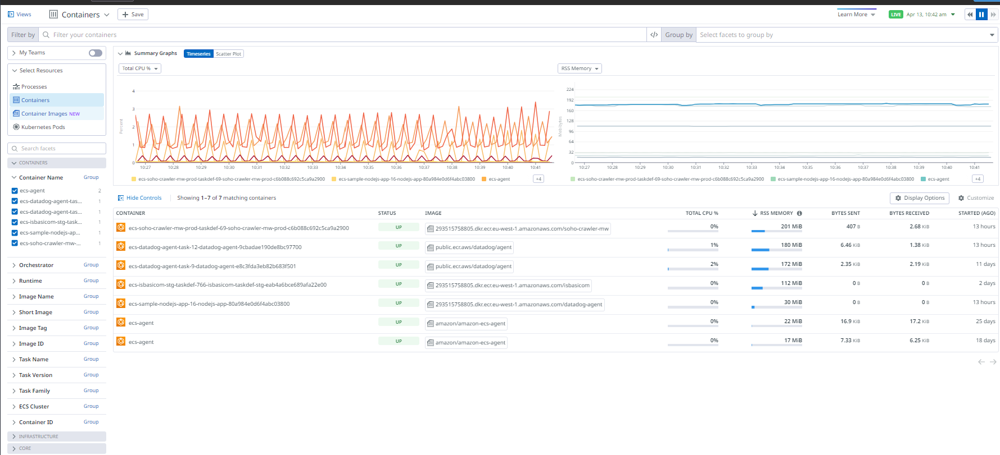 Views
Containers
Save
Learn More
LIVE Apr 13, 10:42 am
Filter by Filter your containers </> Group by Select facets to group by
My Teams
Select Resources
Processes
Containers
Container Images NEW
Kubernetes Pods
Search facets
CONTAINERS
Container Name Group
ecs-agent 2
ecs-datadog-agent-tas... 1
ecs-datadog-agent-tas... 1
ecs-isbasicom-stg-task... 1
ecs-sample-nodejs-ap... 1
ecs-soho-crawler-mw-... 1
Orchestrator Group
Runtime Group
Image Name Group
Short Image Group
Image Tag Group
Image ID Group
Task Name Group
Task Version Group
Task Family Group
ECS Cluster Group
Container ID Group
INFRASTRUCTURE
CORE
Summary Graphs Timeseries Scatter Plot
Total CPU %
Percent
4
3
2
1
0
10:27 10:28 10:29 10:30 10:31 10:32 10:33 10:34 10:35 10:36 10:37 10:38 10:39 10:40 10:41
ecs-soho-crawler-mw-prod-taskdef-69-soho-crawler-mw-prod-c6b088c692c5ca9a2900 ecs-sample-nodejs-app-16-nodejs-app-80a984e0d6f4abc03800 ecs-agent +4
RSS Memory
Mebibytes
224
192
160
128
96
64
32
0
10:27 10:28 10:29 10:30 10:31 10:32 10:33 10:34 10:35 10:36 10:37 10:38 10:39 10:40 10:41
ecs-soho-crawler-mw-prod-taskdef-69-soho-crawler-mw-prod-c6b088c692c5ca9a2900 ecs-sample-nodejs-app-16-nodejs-app-80a984e0d6f4abc03800 ecs-agent +4
Hide Controls Showing 1–7 of 7 matching containers Display Options Customize
CONTAINER STATUS IMAGE TOTAL CPU % RSS MEMORY BYTES SENT BYTES RECEIVED STARTED (AGO)
ecs-soho-crawler-mw-prod-taskdef-69-soho-crawler-mw-prod-c6b088c692c5ca9a2900 UP 293515758805.dkr.ecr.eu-west-1.amazonaws.com/soho-crawler-mw 0% 201 MiB 407 B 2.68 KiB 13 hours
ecs-datadog-agent-task-12-datadog-agent-9cbadae190de8bc97700 UP public.ecr.aws/datadog/agent 1% 180 MiB 6.46 KiB 1.38 KiB 13 hours
ecs-datadog-agent-task-9-datadog-agent-e8c3fda3eb82b683f501 UP public.ecr.aws/datadog/agent 2% 172 MiB 2.35 KiB 2.19 KiB 11 days
ecs-isbasicom-stg-taskdef-766-isbasicom-taskdef-stg-eab4a6bce689afa22e00 UP 293515758805.dkr.ecr.eu-west-1.amazonaws.com/isbasicom 0% 112 MiB 0 B 0 B 2 days
ecs-sample-nodejs-app-16-nodejs-app-80a984e0d6f4abc03800 UP 293515758805.dkr.ecr.eu-west-1.amazonaws.com/datadog-agent 0% 30 MiB 0 B 0 B 13 hours
ecs-agent UP amazon/amazon-ecs-agent 0% 22 MiB 16.9 KiB 17.2 KiB 25 days
ecs-agent UP amazon/amazon-ecs-agent 0% 17 MiB 7.33 KiB 6.25 KiB 18 days